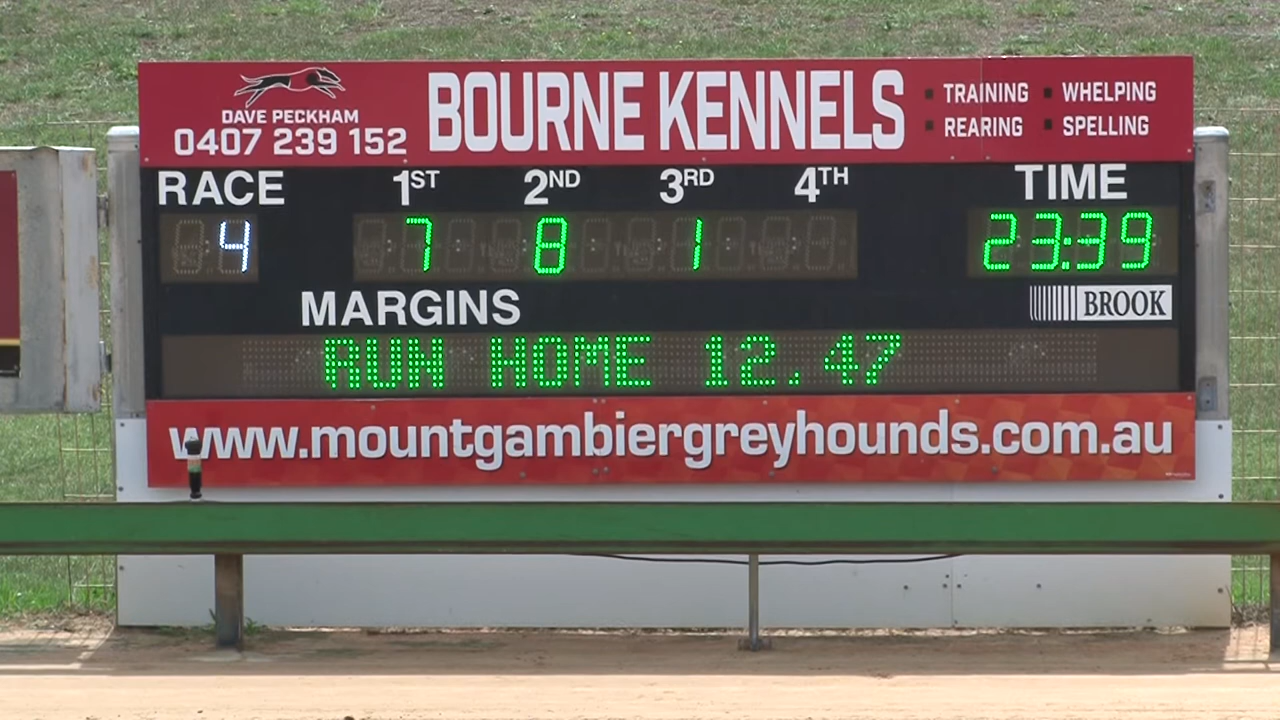 DAVE PECKHAM
0407 239 152
BOURNE KENNELS
TRAINING WHELPING
REARING SPELLING
RACE 1ST 2ND 3RD 4TH TIME
4 7 8 1 23:39
MARGINS
BROOK
RUN HOME 12.47
www.mountgambiergreyhounds.com.au